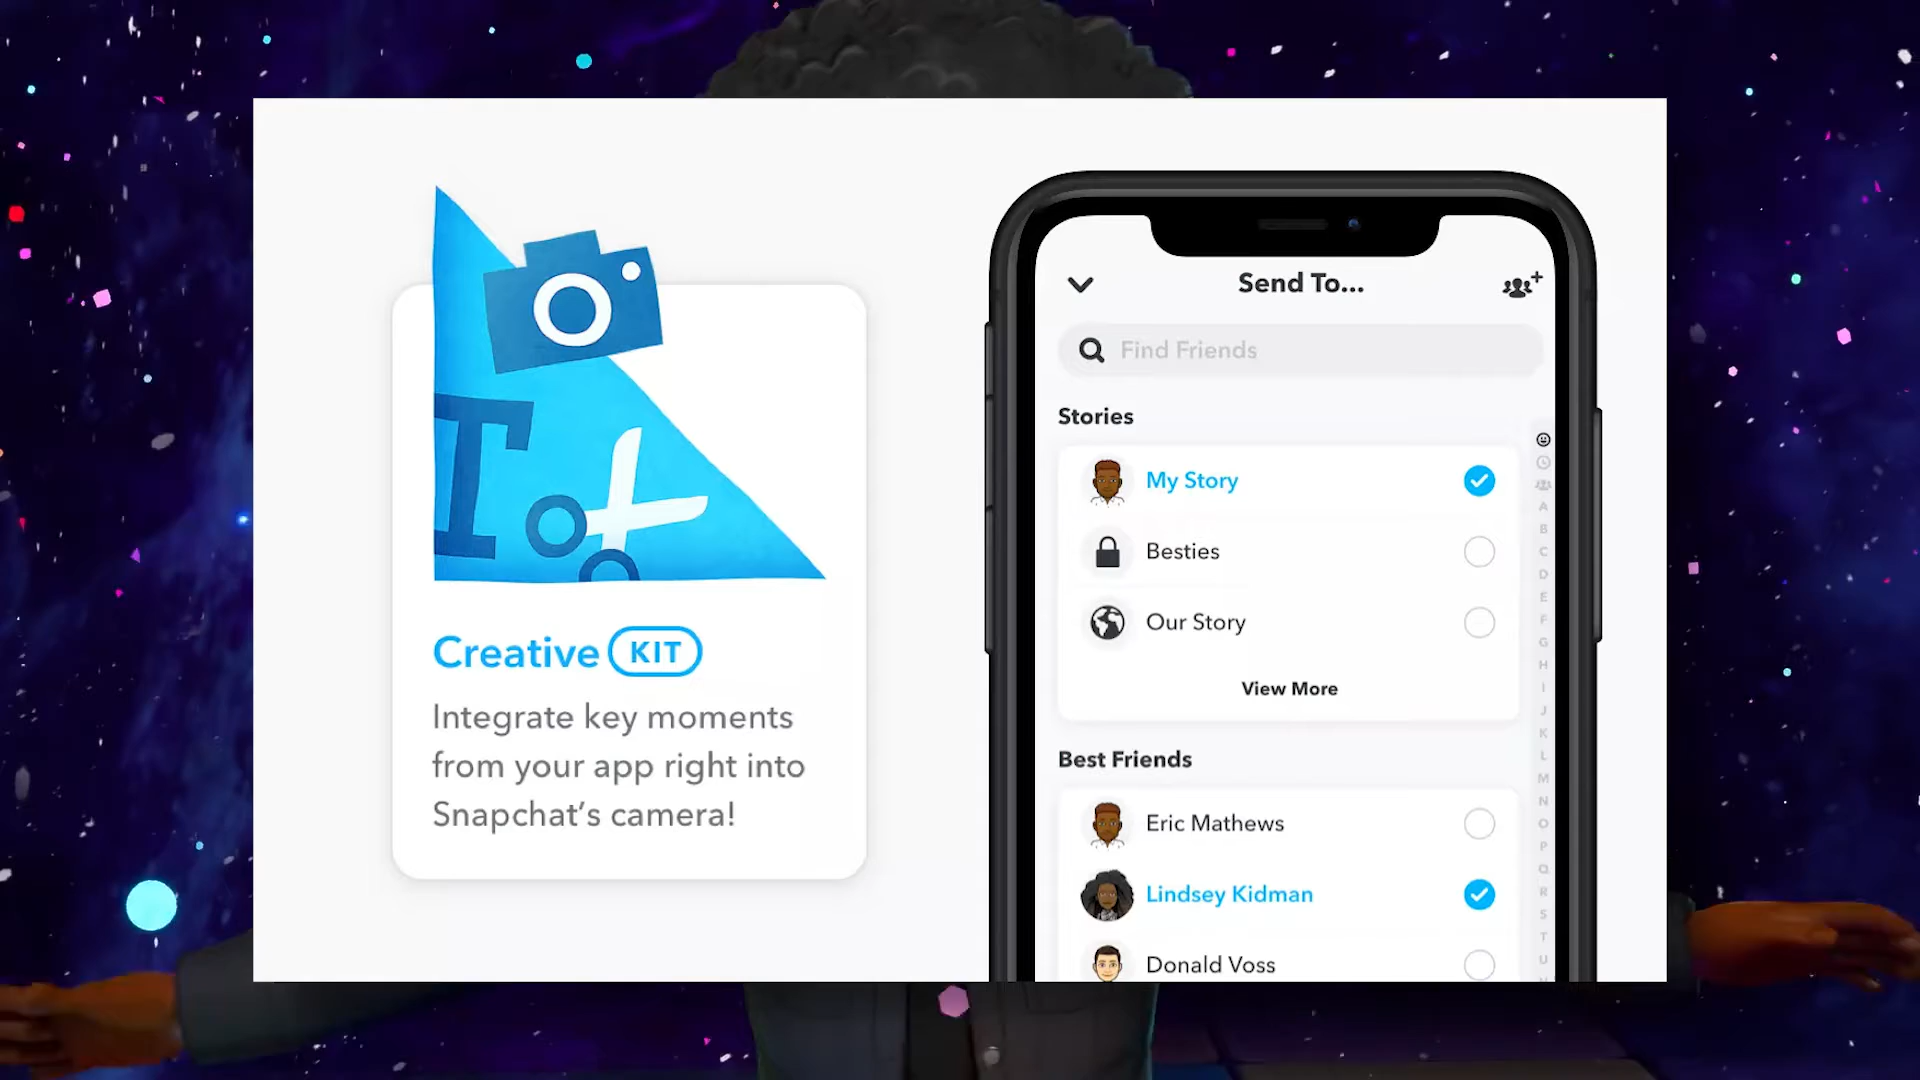 Creative KIT
Integrate key moments
from your app right into
Snapchat's camera!
Send To...
Find Friends
Stories
My Story
Besties
Our Story
View More
Best Friends
Eric Mathews
Lindsey Kidman
Donald Voss
A
B
C
D
E
F
G
H
I
J
K
L
M
N
O
P
Q
R
S
T
U